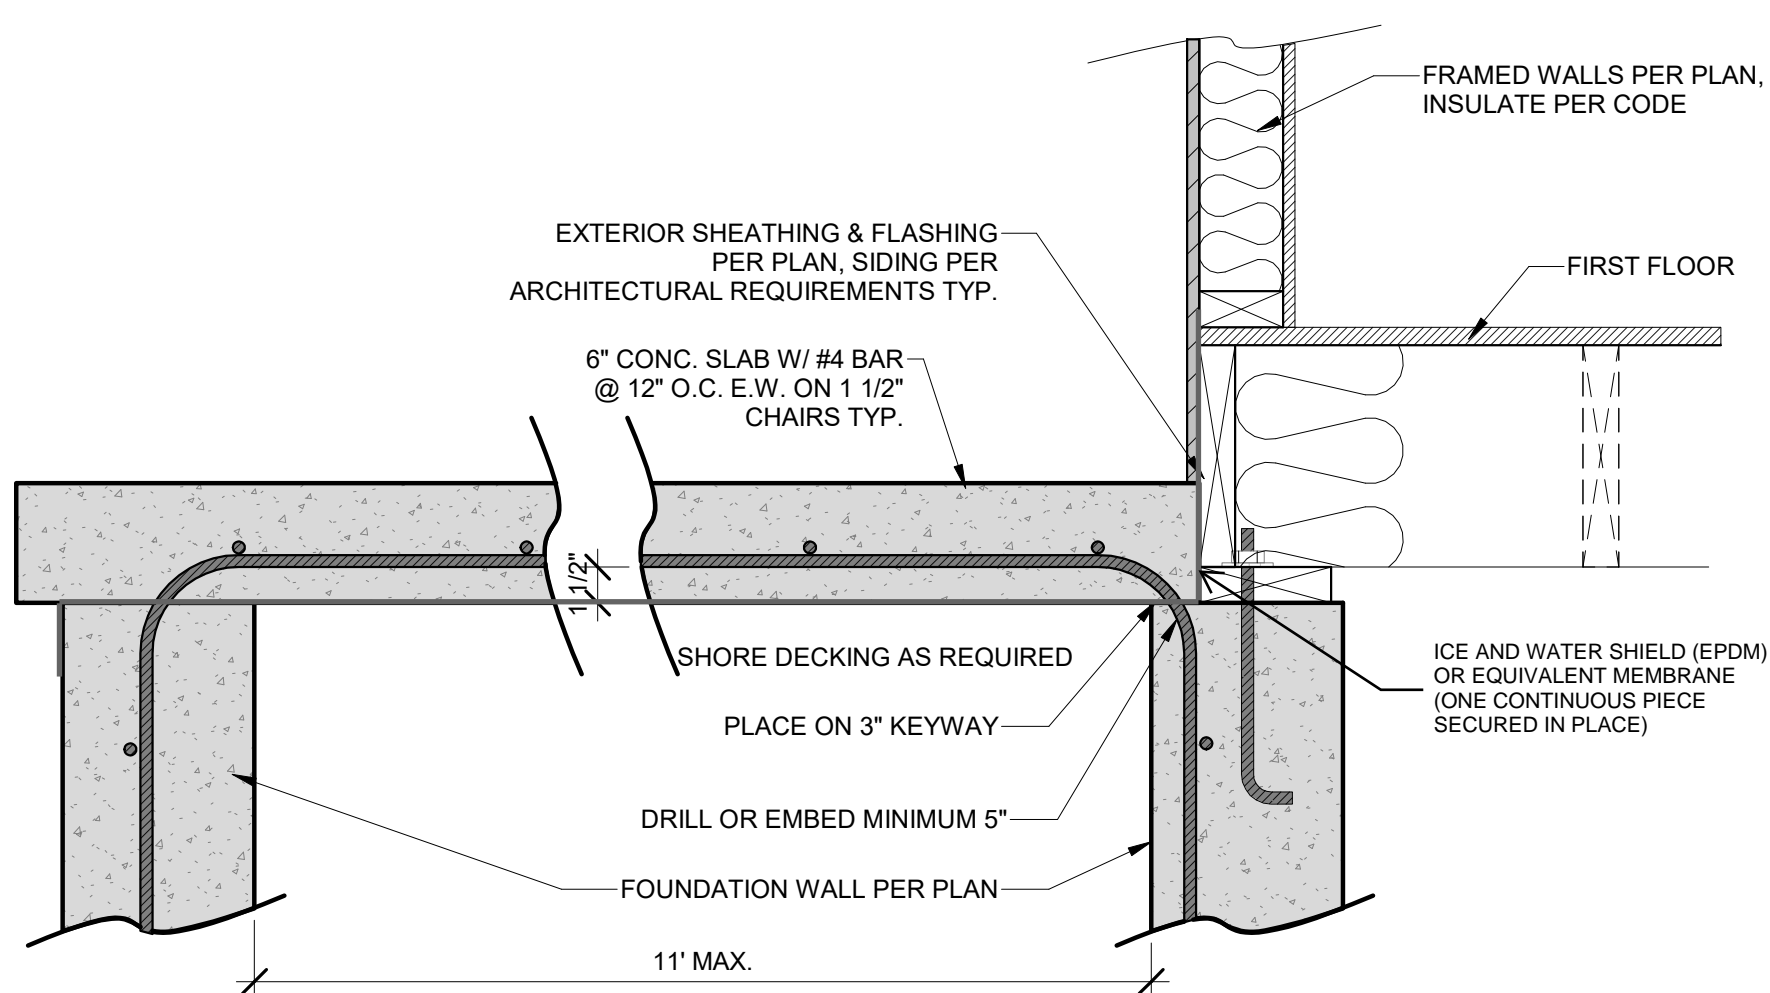 FRAMED WALLS PER PLAN,
INSULATE PER CODE
EXTERIOR SHEATHING & FLASHING
PER PLAN, SIDING PER
ARCHITECTURAL REQUIREMENTS TYP.
FIRST FLOOR
6" CONC. SLAB W/ #4 BAR
@ 12" O.C. E.W. ON 1 1/2"
CHAIRS TYP.
1 1/2"
SHORE DECKING AS REQUIRED
ICE AND WATER SHIELD (EPDM)
OR EQUIVALENT MEMBRANE
(ONE CONTINUOUS PIECE
SECURED IN PLACE)
PLACE ON 3" KEYWAY
DRILL OR EMBED MINIMUM 5"
FOUNDATION WALL PER PLAN
11' MAX.